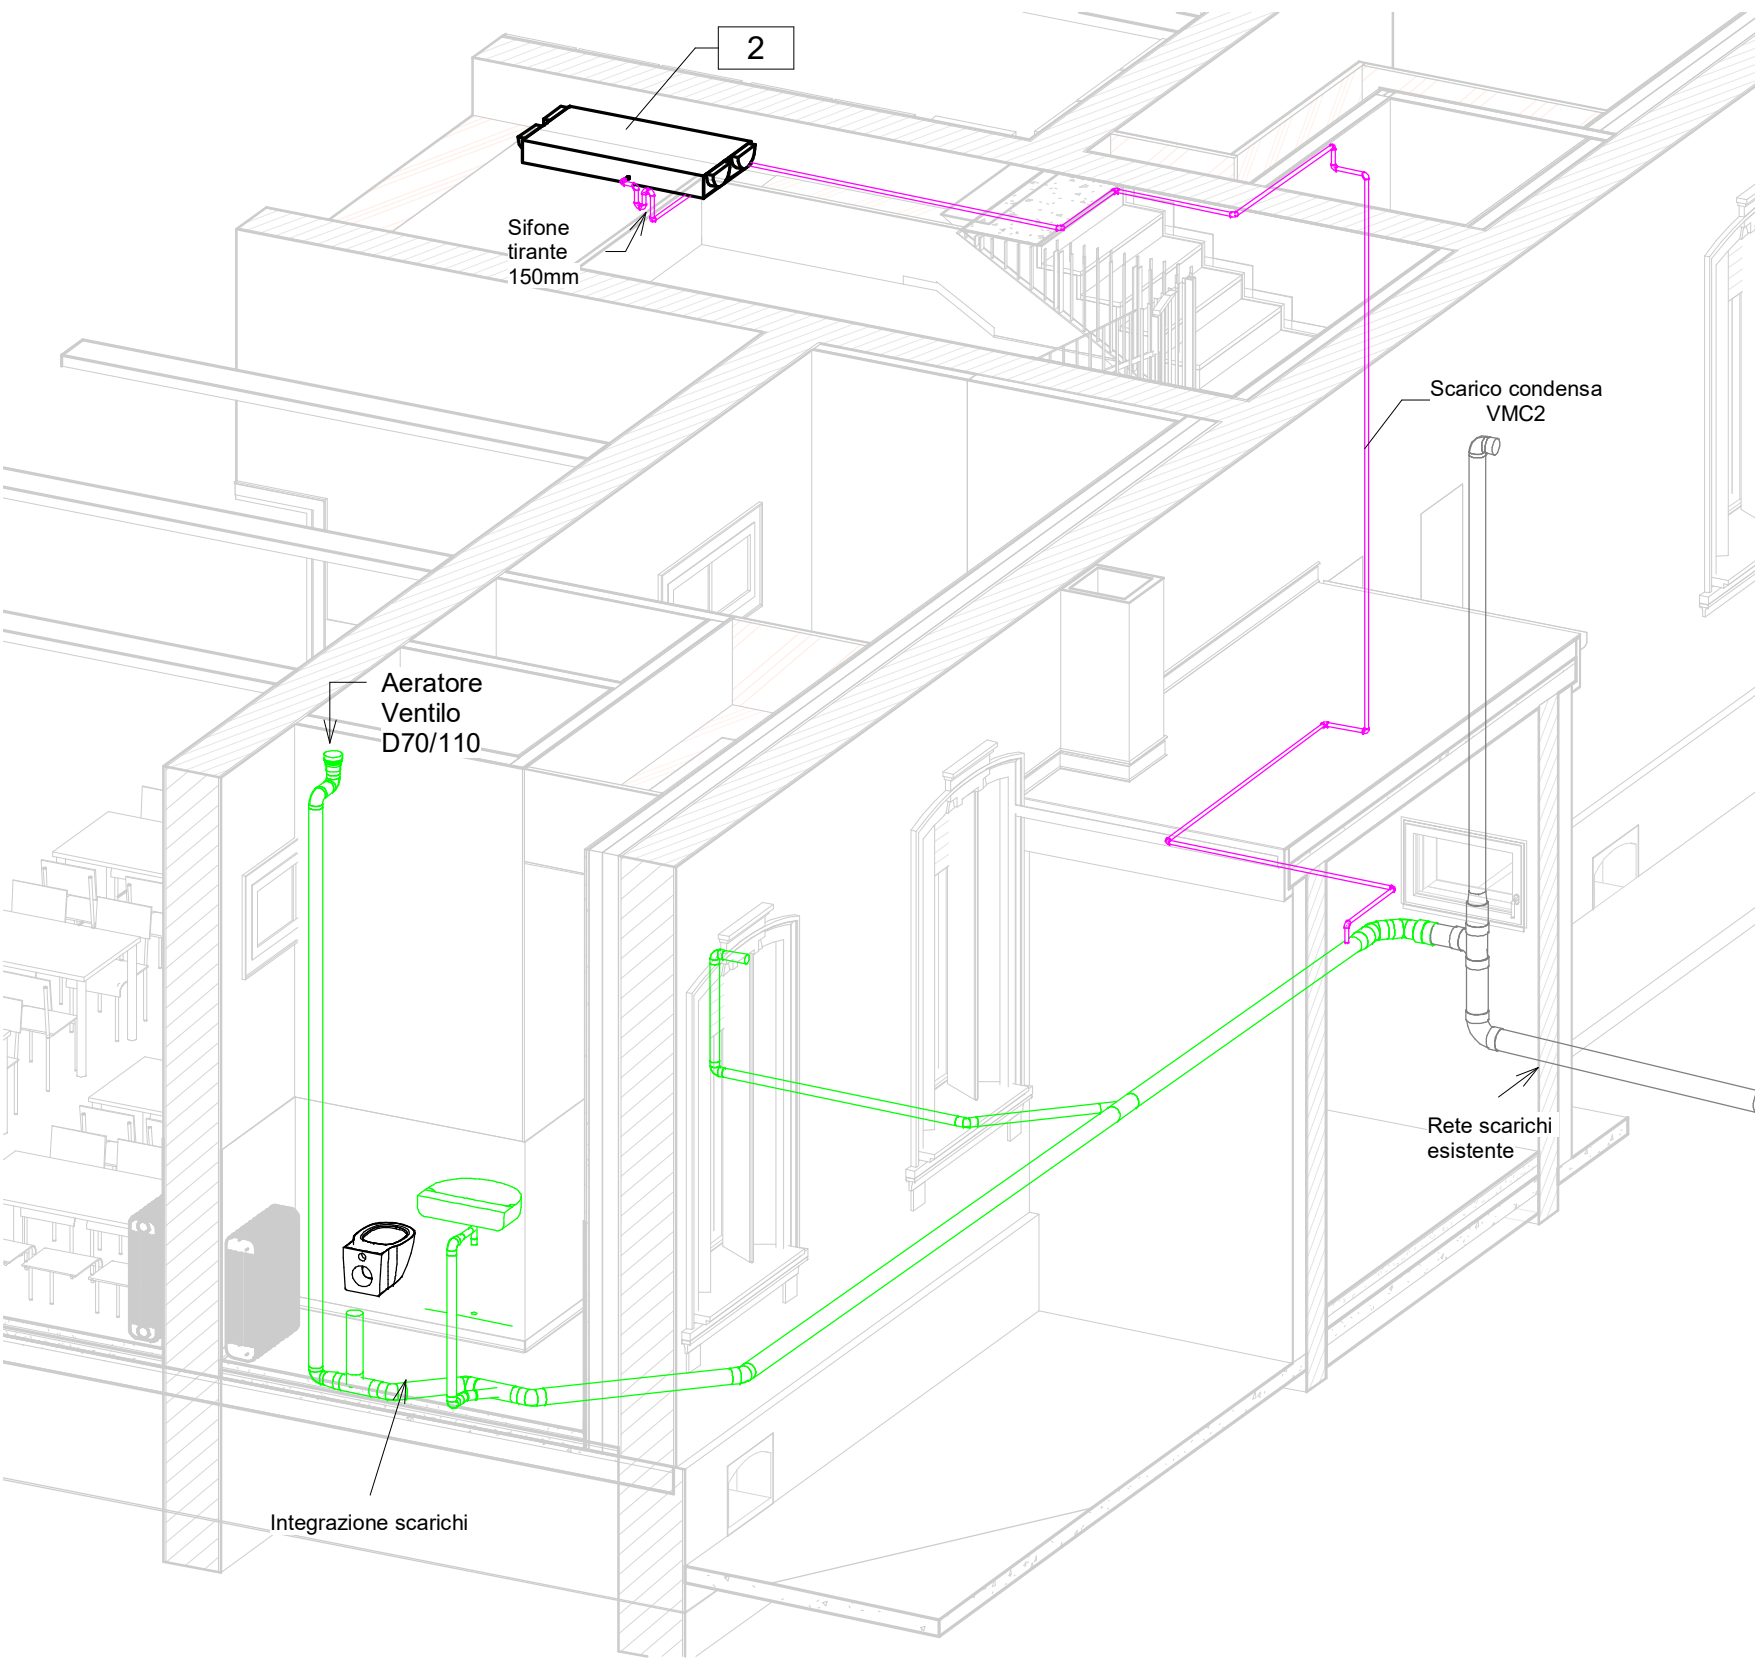 2
Sifone
tirante
150mm
Scarico condensa
VMC2
Aeratore
Ventilo
D70/110
Rete scarichi
esistente
Integrazione scarichi